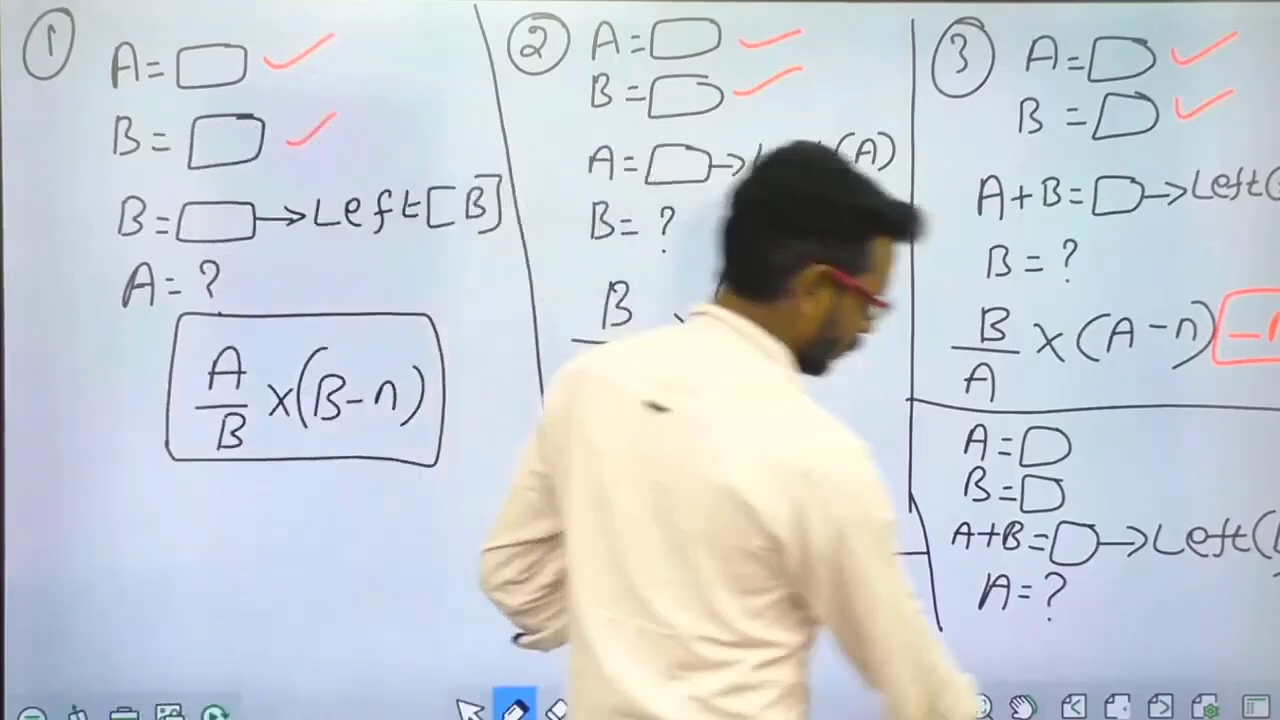 1
A = ▢ ✓
B = ▢ ✓
B = ▢ → Left [B]
A = ?
A/B × (B - n)
2
A = ▢ ✓
B = ▢ ✓
A = ▢ → (A)
B = ?
B
3
A = ▢ ✓
B = ▢ ✓
A + B = ▢ → Left(
B = ?
B/A × (A - n) -n
A = ▢
B = ▢
A + B = ▢ → Left(
A = ?